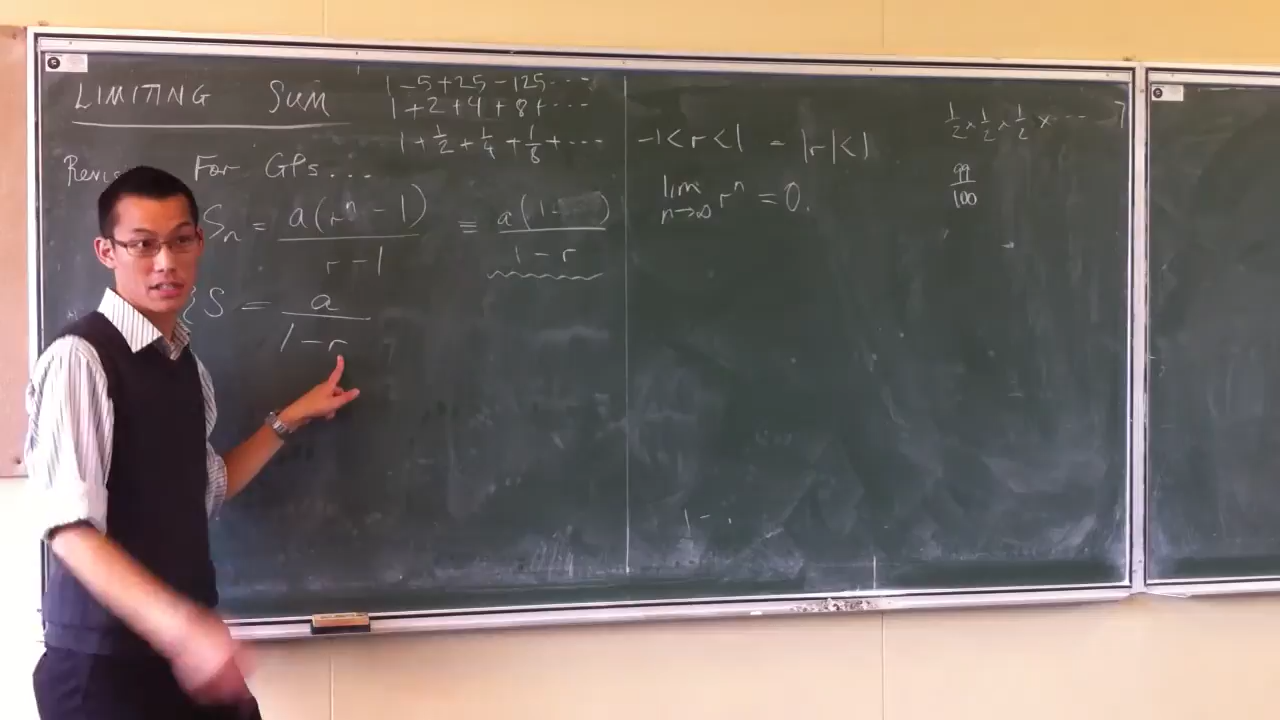 LIMITING SUM
1 - 5 + 25 - 125 ...
1 + 2 + 4 + 8 + ...
1 + 1/2 + 1/4 + 1/8 + ...
For GPs...
Sn = a(r^n - 1) / (r - 1) ≡ a(1 - ) / (1 - r)
S = a / (1 - r)
-1 < r < 1 = |r| < 1
lim n→∞ r^n = 0.
1/2 × 1/2 × 1/2 × ...
99/100
1 -